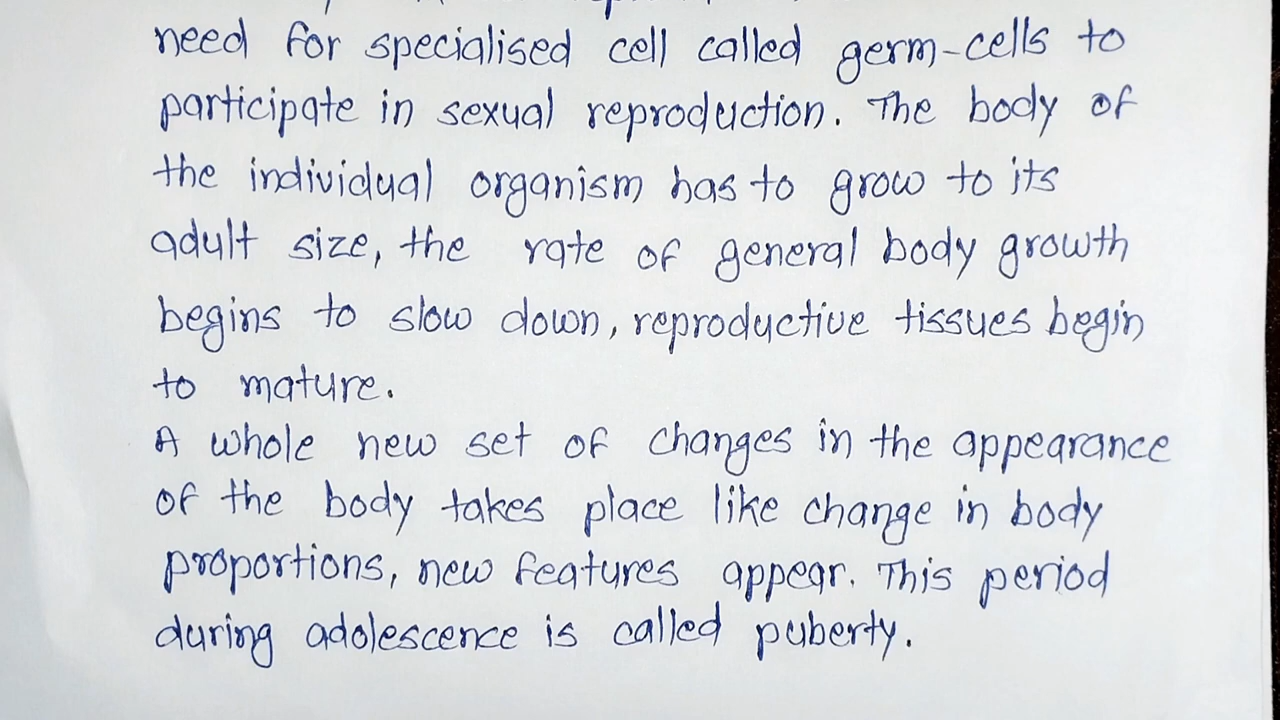 need for specialised cell called germ-cells to
participate in sexual reproduction. The body of
the individual organism has to grow to its
adult size, the rate of general body growth
begins to slow down, reproductive tissues begin
to mature.
A whole new set of changes in the appearance
of the body takes place like change in body
proportions, new features appear. This period
during adolescence is called puberty.